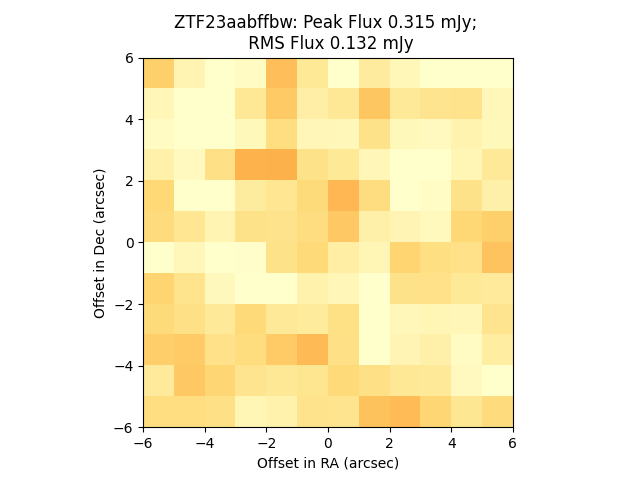 ZTF23aabffbw: Peak Flux 0.315 mJy;
RMS Flux 0.132 mJy
6
4
2
0
−2
−4
−6
Offset in Dec (arcsec)
−6 −4 −2 0 2 4 6
Offset in RA (arcsec)